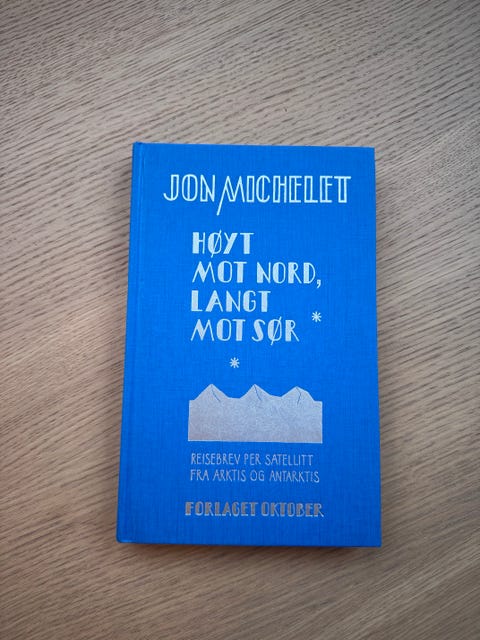 JON MICHELET
HØYT
MOT NORD,
LANGT
MOT SØR
REISEBREV PER SATELLITT
FRA ARKTIS OG ANTARKTIS
FORLAGET OKTOBER